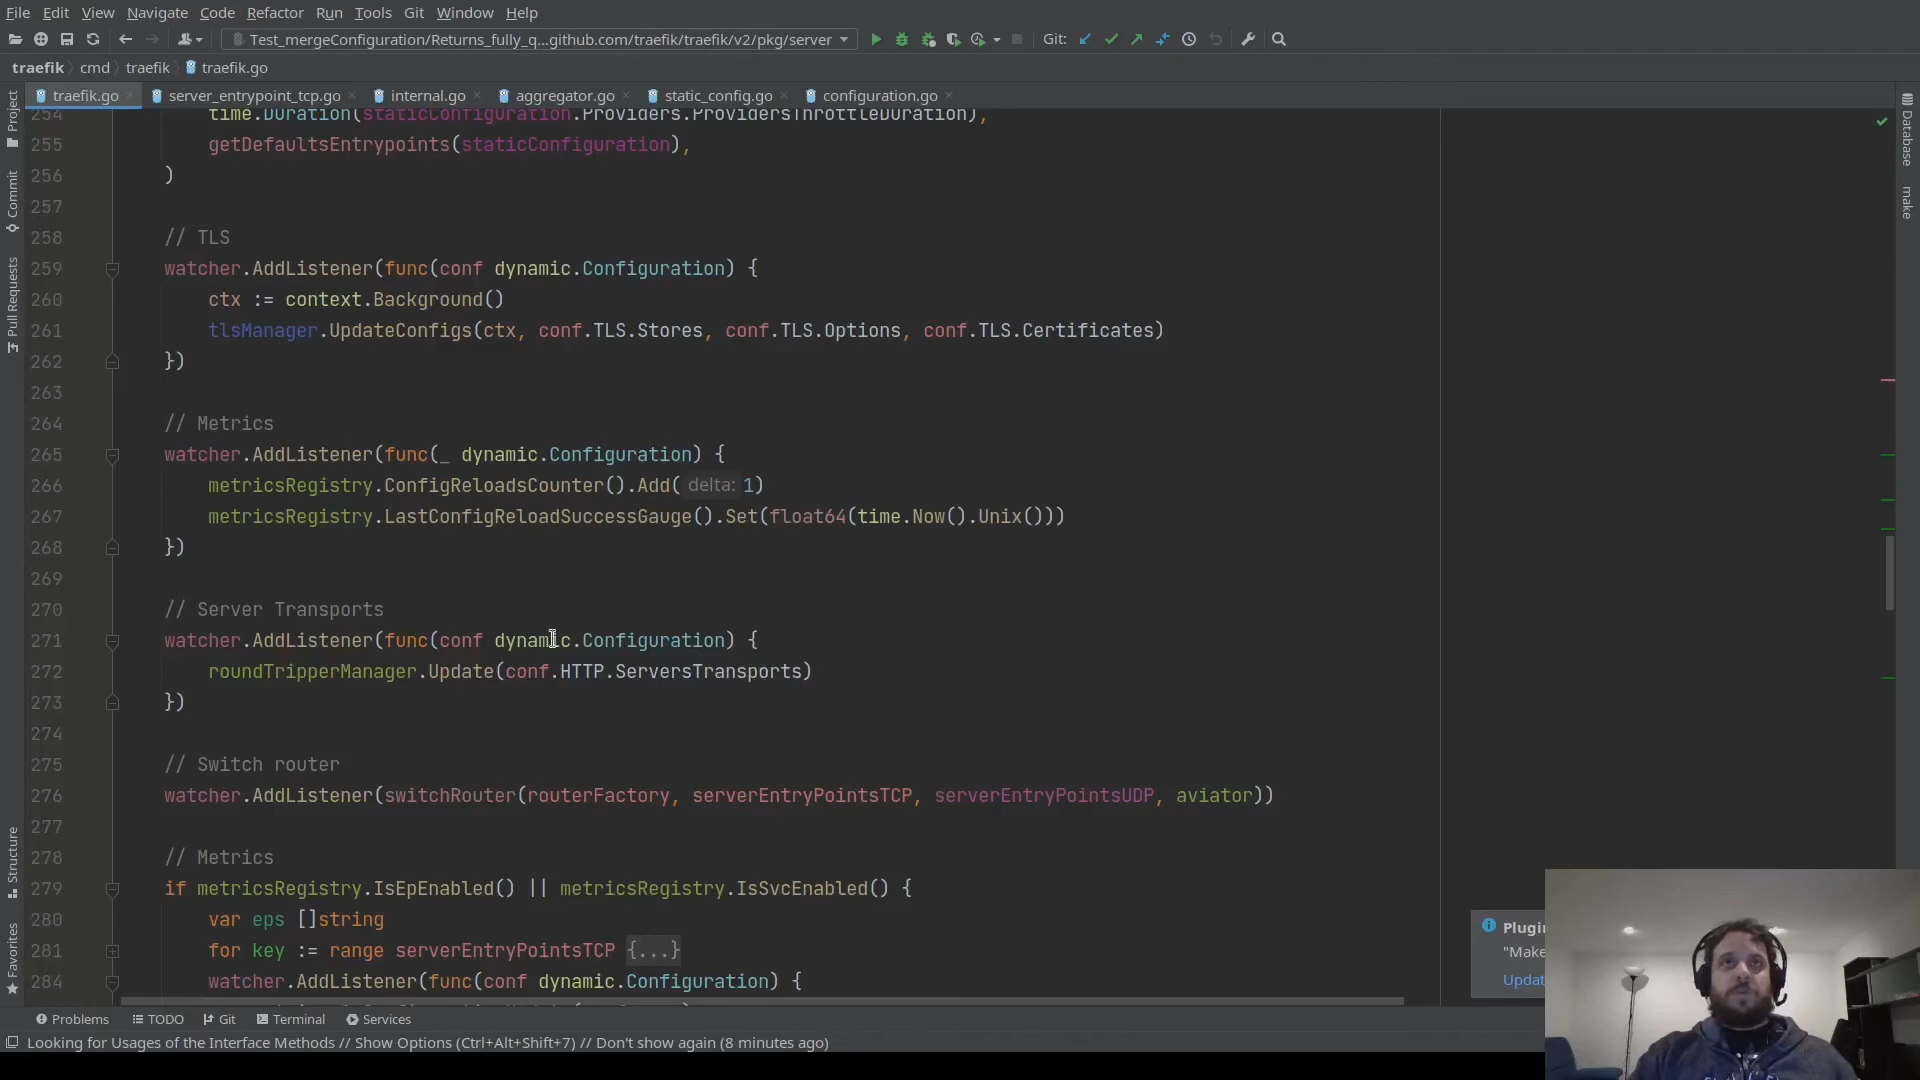 File Edit View Navigate Code Refactor Run Tools Git Window Help
Test_mergeConfiguration/Returns_fully_q...github.com/traefik/traefik/v2/pkg/server Git:
traefik cmd traefik traefik.go
traefik.go server_entrypoint_tcp.go internal.go aggregator.go static_config.go configuration.go
Project
Commit
Pull Requests
Structure
Favorites
Database
make
254 time.Duration(staticConfiguration.Providers.ProvidersThrottleDuration),
255 getDefaultsEntrypoints(staticConfiguration),
256 )
257
258 // TLS
259 watcher.AddListener(func(conf dynamic.Configuration) {
260 ctx := context.Background()
261 tlsManager.UpdateConfigs(ctx, conf.TLS.Stores, conf.TLS.Options, conf.TLS.Certificates)
262 })
263
264 // Metrics
265 watcher.AddListener(func(_ dynamic.Configuration) {
266 metricsRegistry.ConfigReloadsCounter().Add( delta: 1)
267 metricsRegistry.LastConfigReloadSuccessGauge().Set(float64(time.Now().Unix()))
268 })
269
270 // Server Transports
271 watcher.AddListener(func(conf dynamic.Configuration) {
272 roundTripperManager.Update(conf.HTTP.ServersTransports)
273 })
274
275 // Switch router
276 watcher.AddListener(switchRouter(routerFactory, serverEntryPointsTCP, serverEntryPointsUDP, aviator))
277
278 // Metrics
279 if metricsRegistry.IsEpEnabled() || metricsRegistry.IsSvcEnabled() {
280 var eps []string
281 for key := range serverEntryPointsTCP {...}
284 watcher.AddListener(func(conf dynamic.Configuration) {
Plugin
"Make
Updat
Problems TODO Git Terminal Services
Looking for Usages of the Interface Methods // Show Options (Ctrl+Alt+Shift+7) // Don't show again (8 minutes ago)